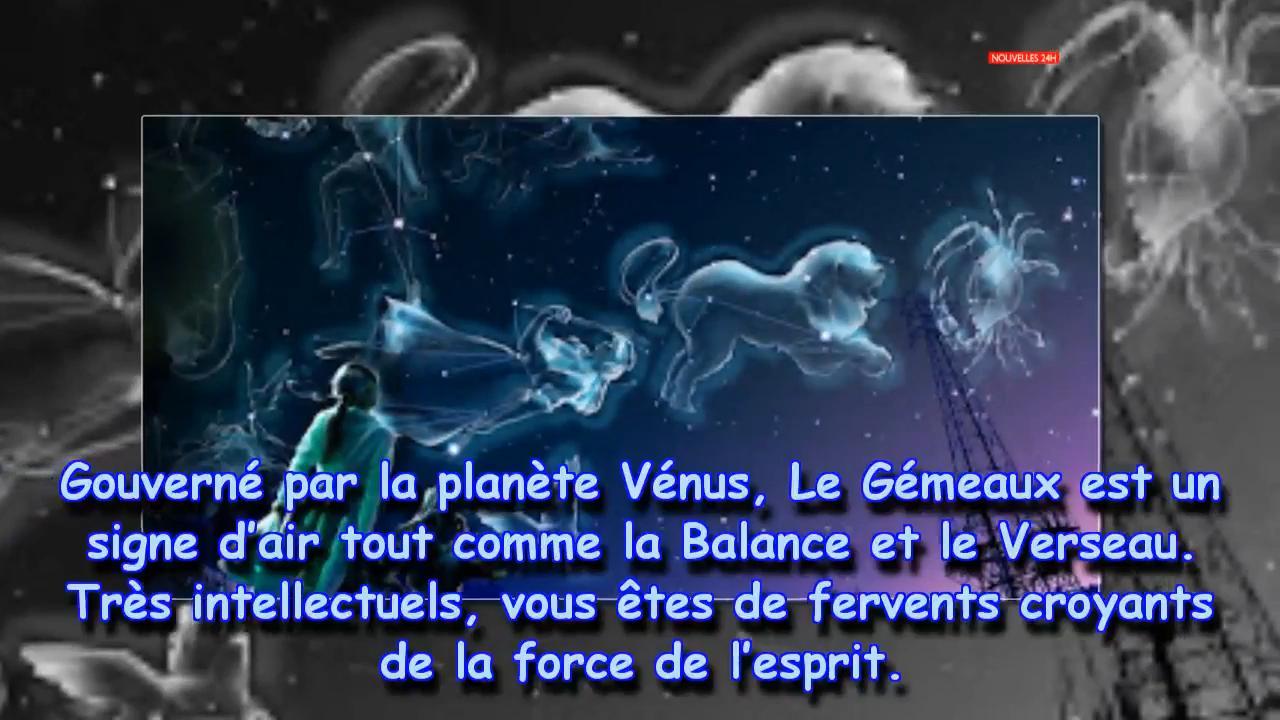 NOUVELLES 24H
Gouverné par la planète Vénus, Le Gémeaux est un
signe d'air tout comme la Balance et le Verseau.
Très intellectuels, vous êtes de fervents croyants
de la force de l'esprit.